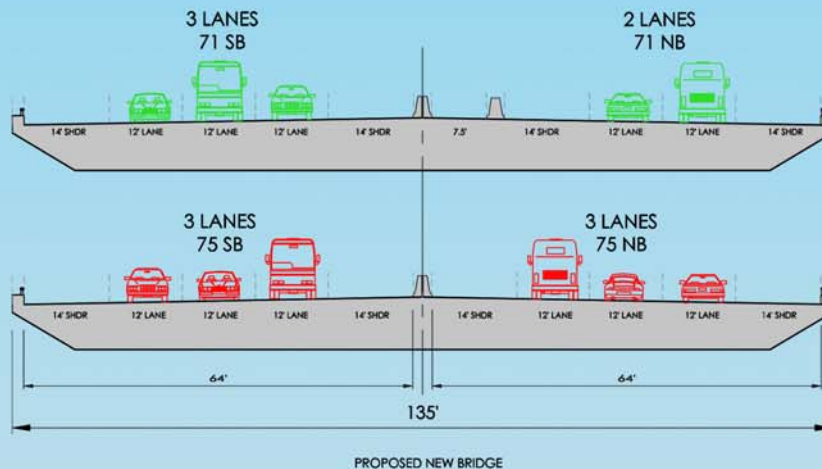 3 LANES
71 SB
2 LANES
71 NB
14' SHDR 12' LANE 12' LANE 12' LANE 14' SHDR 7.5' 14' SHDR 12' LANE 12' LANE 14' SHDR
3 LANES
75 SB
3 LANES
75 NB
14' SHDR 12' LANE 12' LANE 12' LANE 14' SHDR 14' SHDR 12' LANE 12' LANE 12' LANE 14' SHDR
64' 64'
135'
PROPOSED NEW BRIDGE